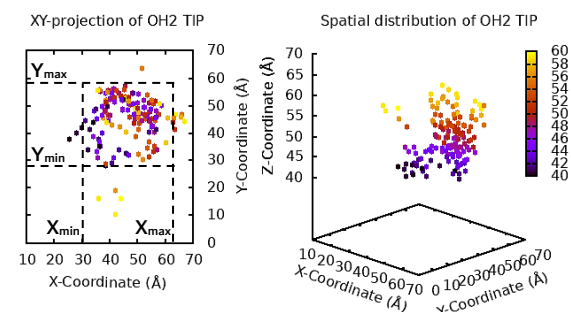 XY-projection of OH2 TIP
Ymax
Ymin
Xmin
Xmax
70
60
50
40
30
20
10
0
Y-Coordinate (Å)
10 20 30 40 50 60 70
X-Coordinate (Å)
Spatial distribution of OH2 TIP
70
65
60
55
50
45
40
Z-Coordinate (Å)
10 20 30 40 50 60 70
X-Coordinate (Å)
0 10 20 30 40 50 60 70
Y-Coordinate (Å)
60
58
56
54
52
50
48
46
44
42
40